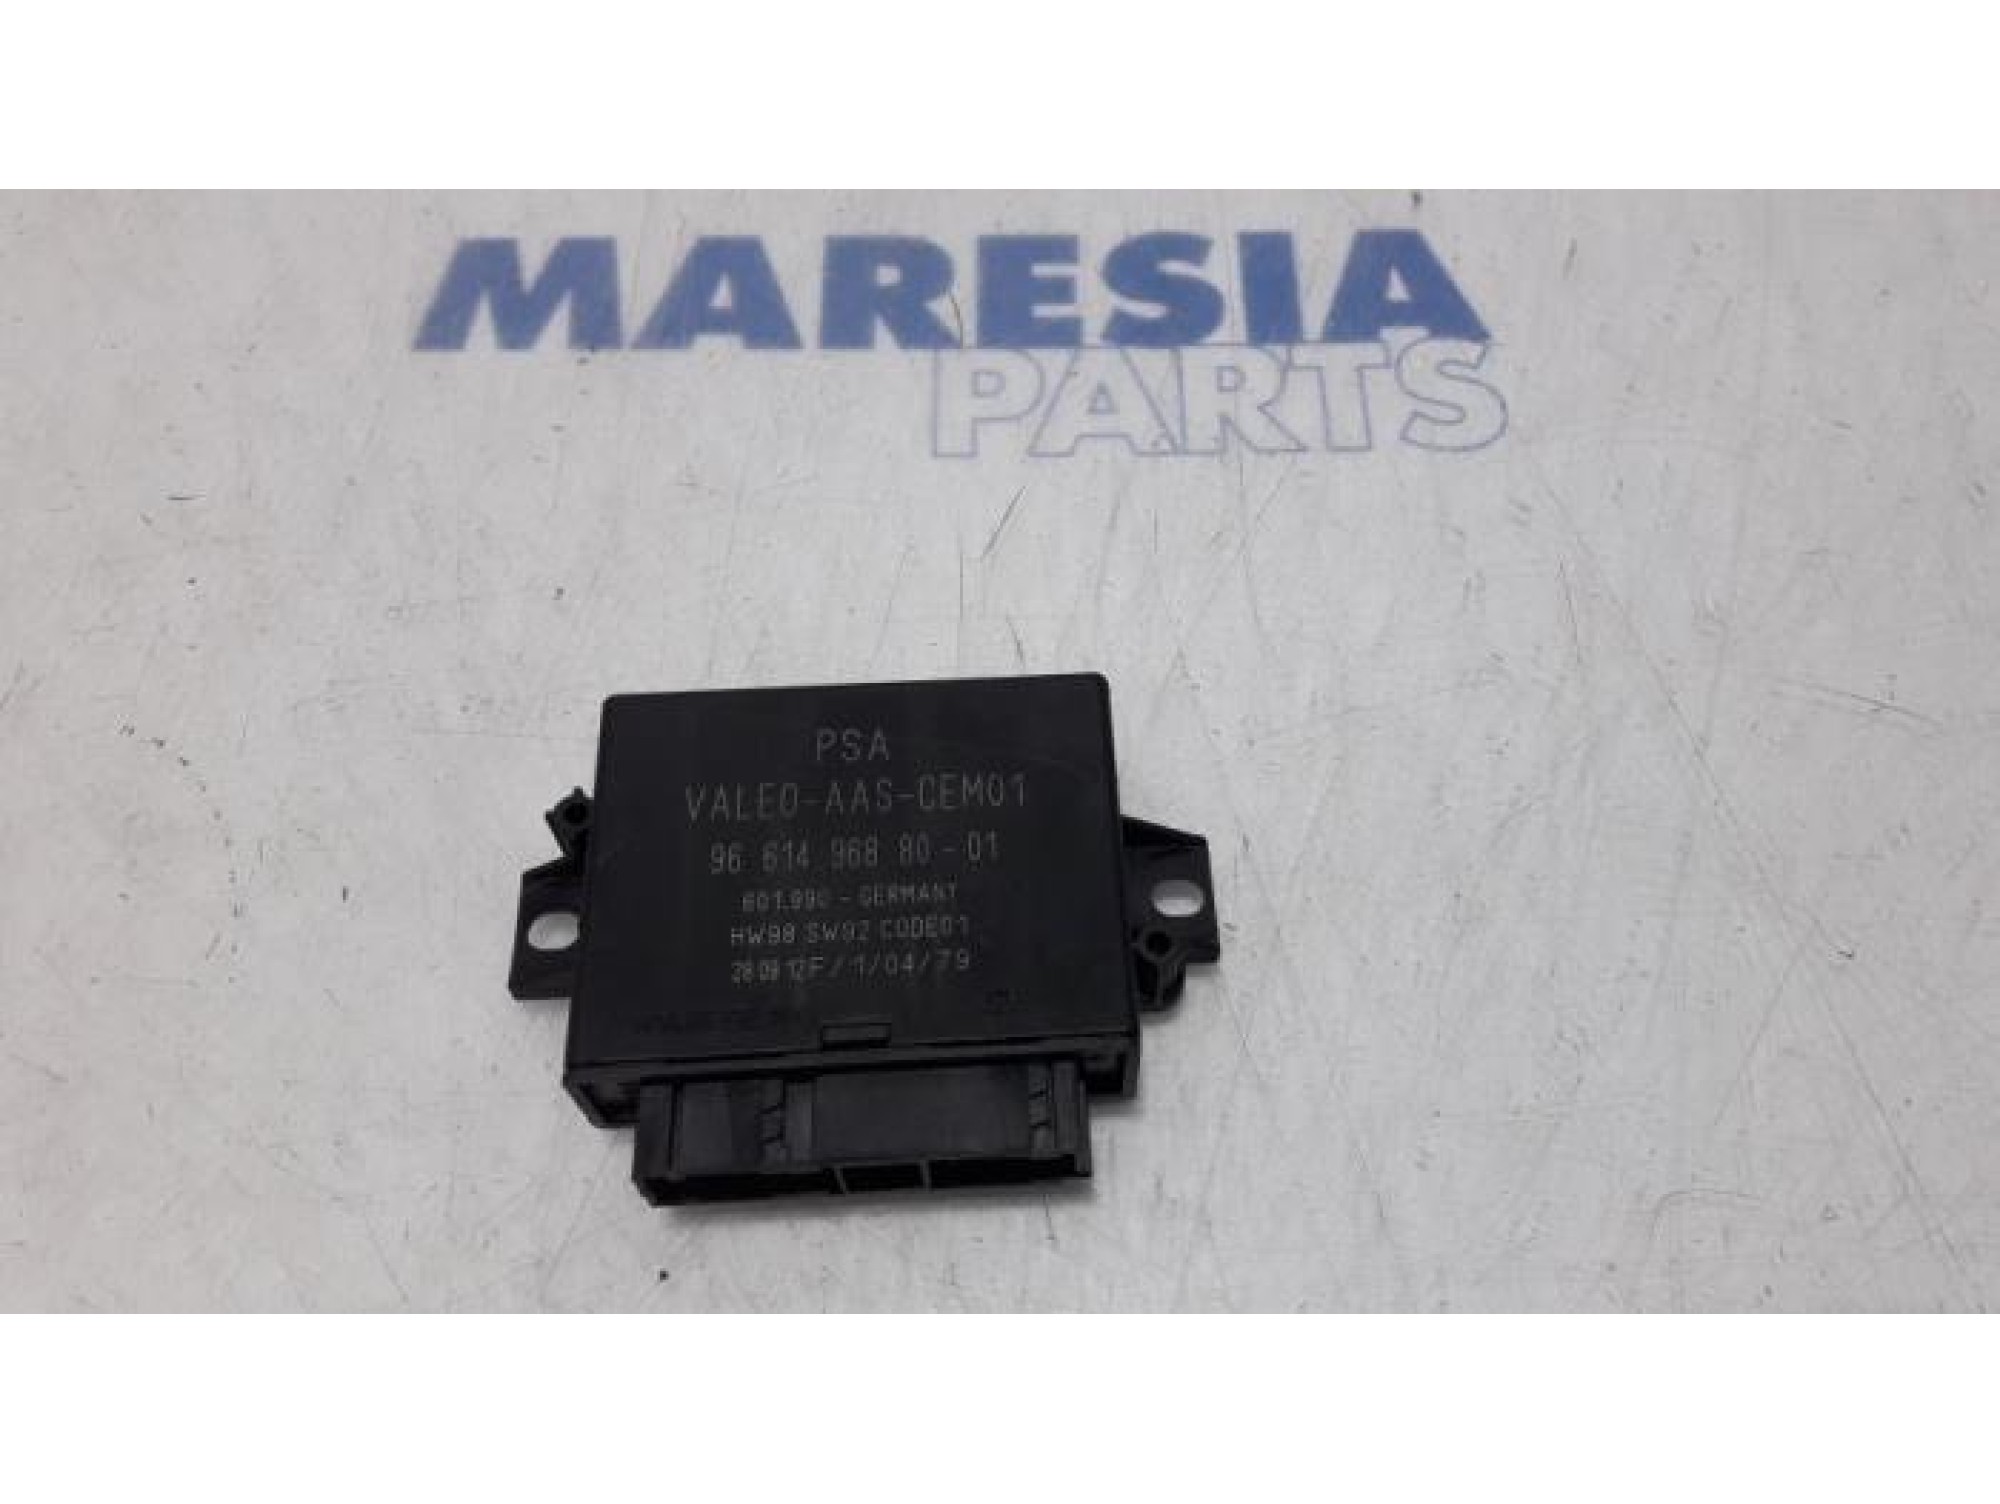 MARESIA
PARTS
PSA
VALEO-AAS-CEM01
96 614 968 80-01
601.990 - GERMANY
HW98 SW92 CODE01
28 09 12F/1/04/79